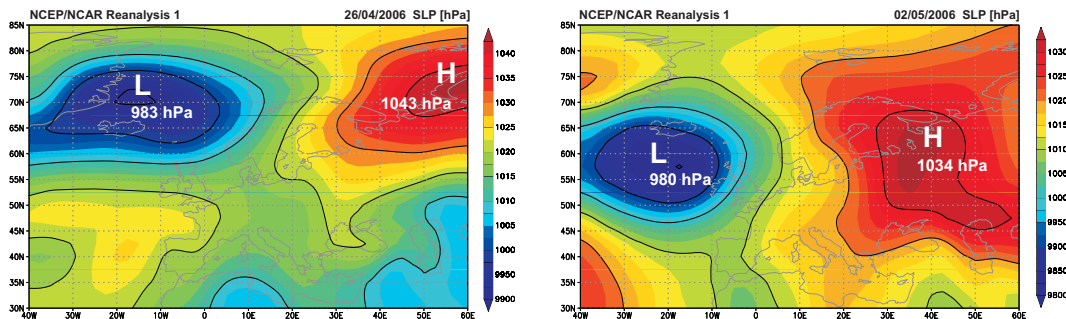 NCEP/NCAR Reanalysis 1 26/04/2006 SLP [hPa]
85N
80N
75N
70N
65N
60N
55N
50N
45N
40N
35N
30N
40W 30W 20W 10W 0 10E 20E 30E 40E 50E 60E
L
983 hPa
H
1043 hPa
1040
1035
1030
1025
1020
1015
1010
1005
1000
9950
9900
NCEP/NCAR Reanalysis 1 02/05/2006 SLP [hPa]
85N
80N
75N
70N
65N
60N
55N
50N
45N
40N
35N
30N
40W 30W 20W 10W 0 10E 20E 30E 40E 50E 60E
L
980 hPa
H
1034 hPa
1030
1025
1020
1015
1010
1005
1000
9950
9900
9850
9800